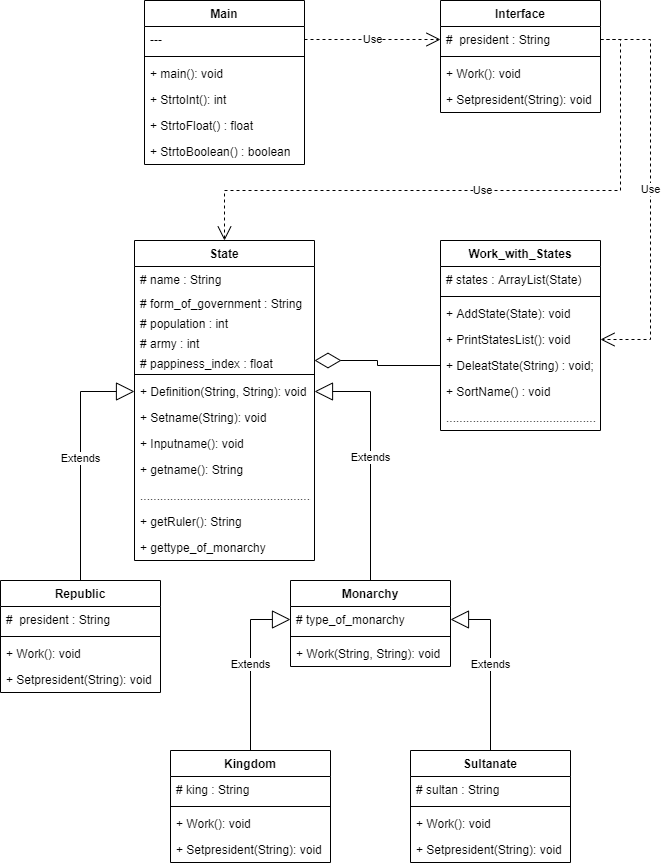 Main
---
+ main(): void
+ StrtoInt(): int
+ StrtoFloat() : float
+ StrtoBoolean() : boolean
Use
Interface
#  president : String
+ Work(): void
+ Setpresident(String): void
Use
Use
State
# name : String
# form_of_government : String
# population : int
# army : int
# pappiness_index : float
+ Definition(String, String): void
+ Setname(String): void
+ Inputname(): void
+ getname(): String
...................................................
+ getRuler(): String
+ gettype_of_monarchy
Work_with_States
# states : ArrayList(State)
+ AddState(State): void
+ PrintStatesList(): void
+ DeleatState(String) : void;
+ SortName() : void
.............................................
Extends
Extends
Republic
#  president : String
+ Work(): void
+ Setpresident(String): void
Monarchy
# type_of_monarchy
+ Work(String, String): void
Extends
Extends
Kingdom
# king : String
+ Work(): void
+ Setpresident(String): void
Sultanate
# sultan : String
+ Work(): void
+ Setpresident(String): void